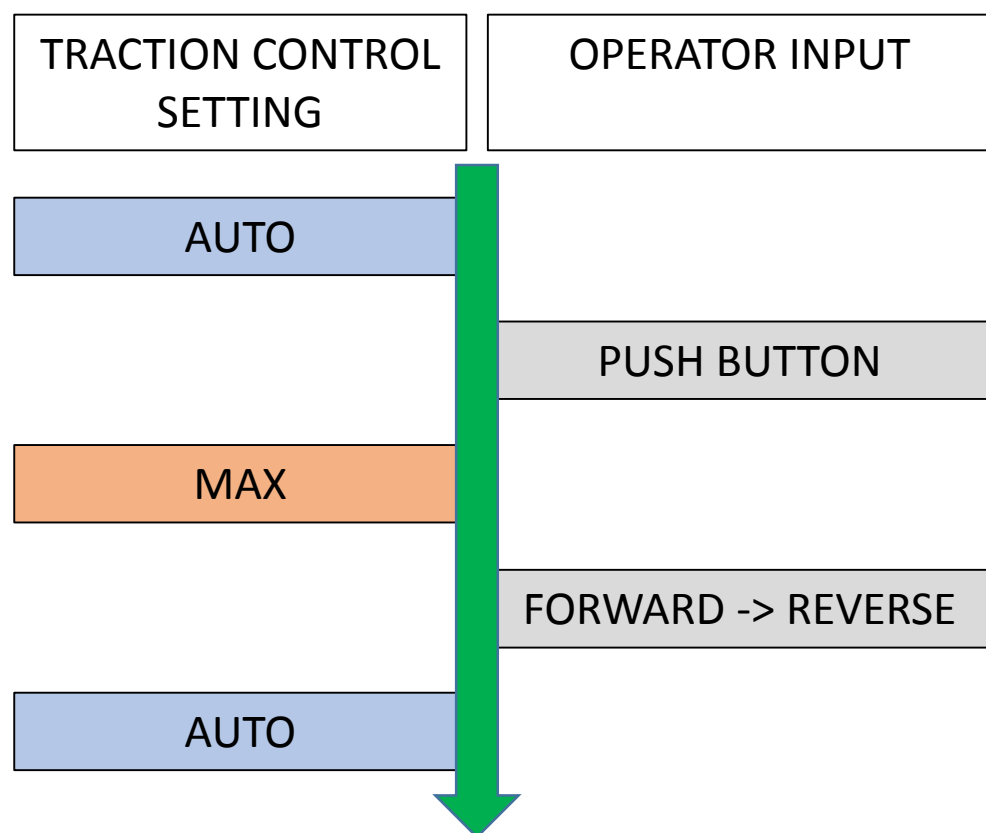 TRACTION CONTROL
SETTING
OPERATOR INPUT
AUTO
PUSH BUTTON
MAX
FORWARD -> REVERSE
AUTO